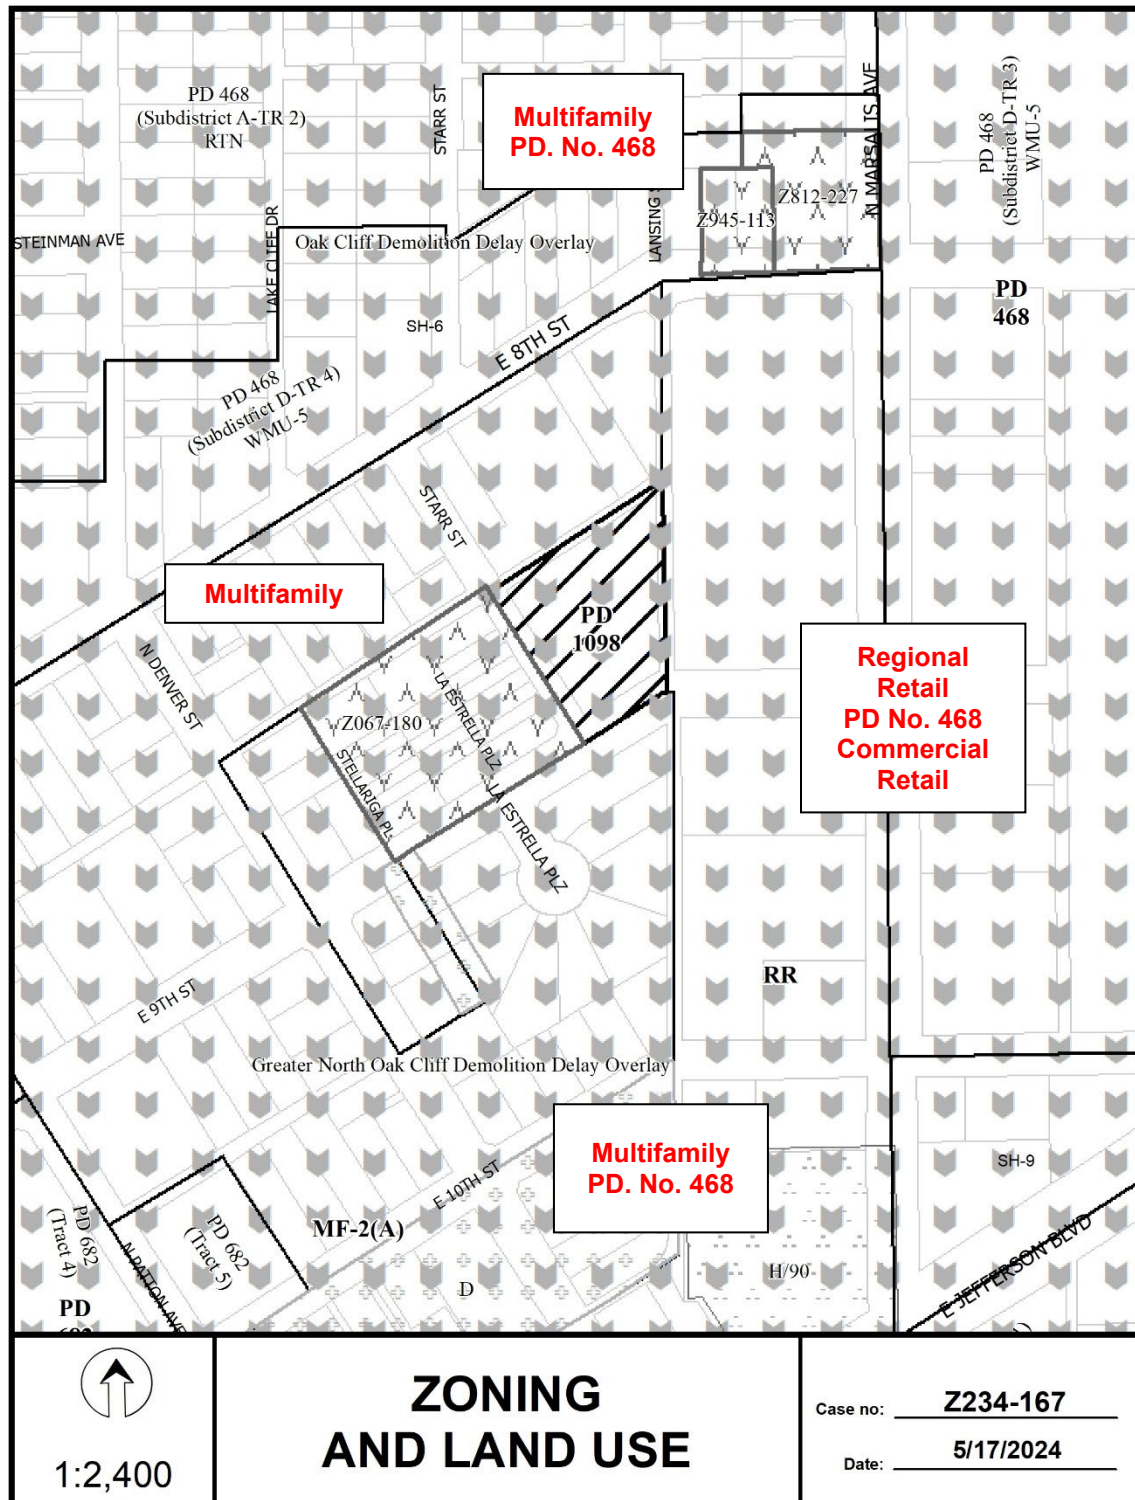 PD 468
(Subdistrict A-TR 2)
RTN
STARR ST
Multifamily
PD. No. 468
N MARSALIS AVE
PD 468
(Subdistrict D-TR 3)
WMU-5
Z812-227
Z945-113
STEINMAN AVE
LAKE CLIFF DR
Oak Cliff Demolition Delay Overlay
LANSING
SH-6
PD
468
E 8TH ST
PD 468
(Subdistrict D-TR 4)
WMU-5
STARR ST
Multifamily
PD
1098
N DENVER ST
Regional
Retail
PD No. 468
Commercial
Retail
LA ESTRELLA PLZ
Z067-180
STELLARIGA PL
LA ESTRELLA PLZ
E 9TH ST
RR
Greater North Oak Cliff Demolition Delay Overlay
Multifamily
PD. No. 468
SH-9
E 10TH ST
PD 682
(Tract 4)
PD 682
(Tract 5)
MF-2(A)
N PATTON AVE
D
H/90
E JEFFERSON BLVD
PD
1:2,400
ZONING
AND LAND USE
Case no: Z234-167
Date: 5/17/2024